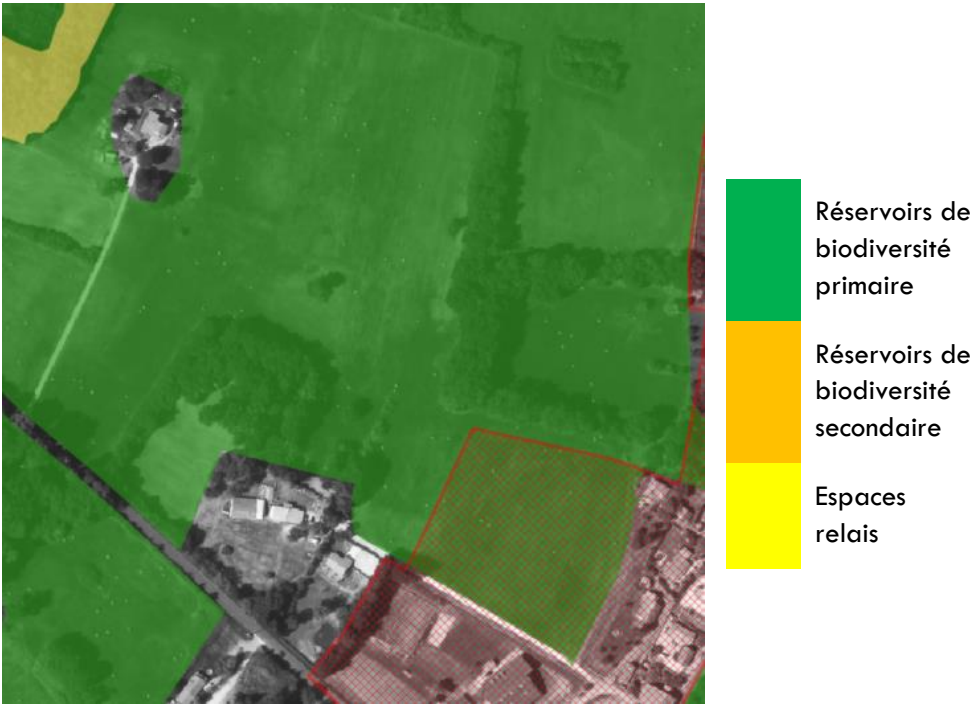 Réservoirs de
biodiversité
primaire
Réservoirs de
biodiversité
secondaire
Espaces
relais